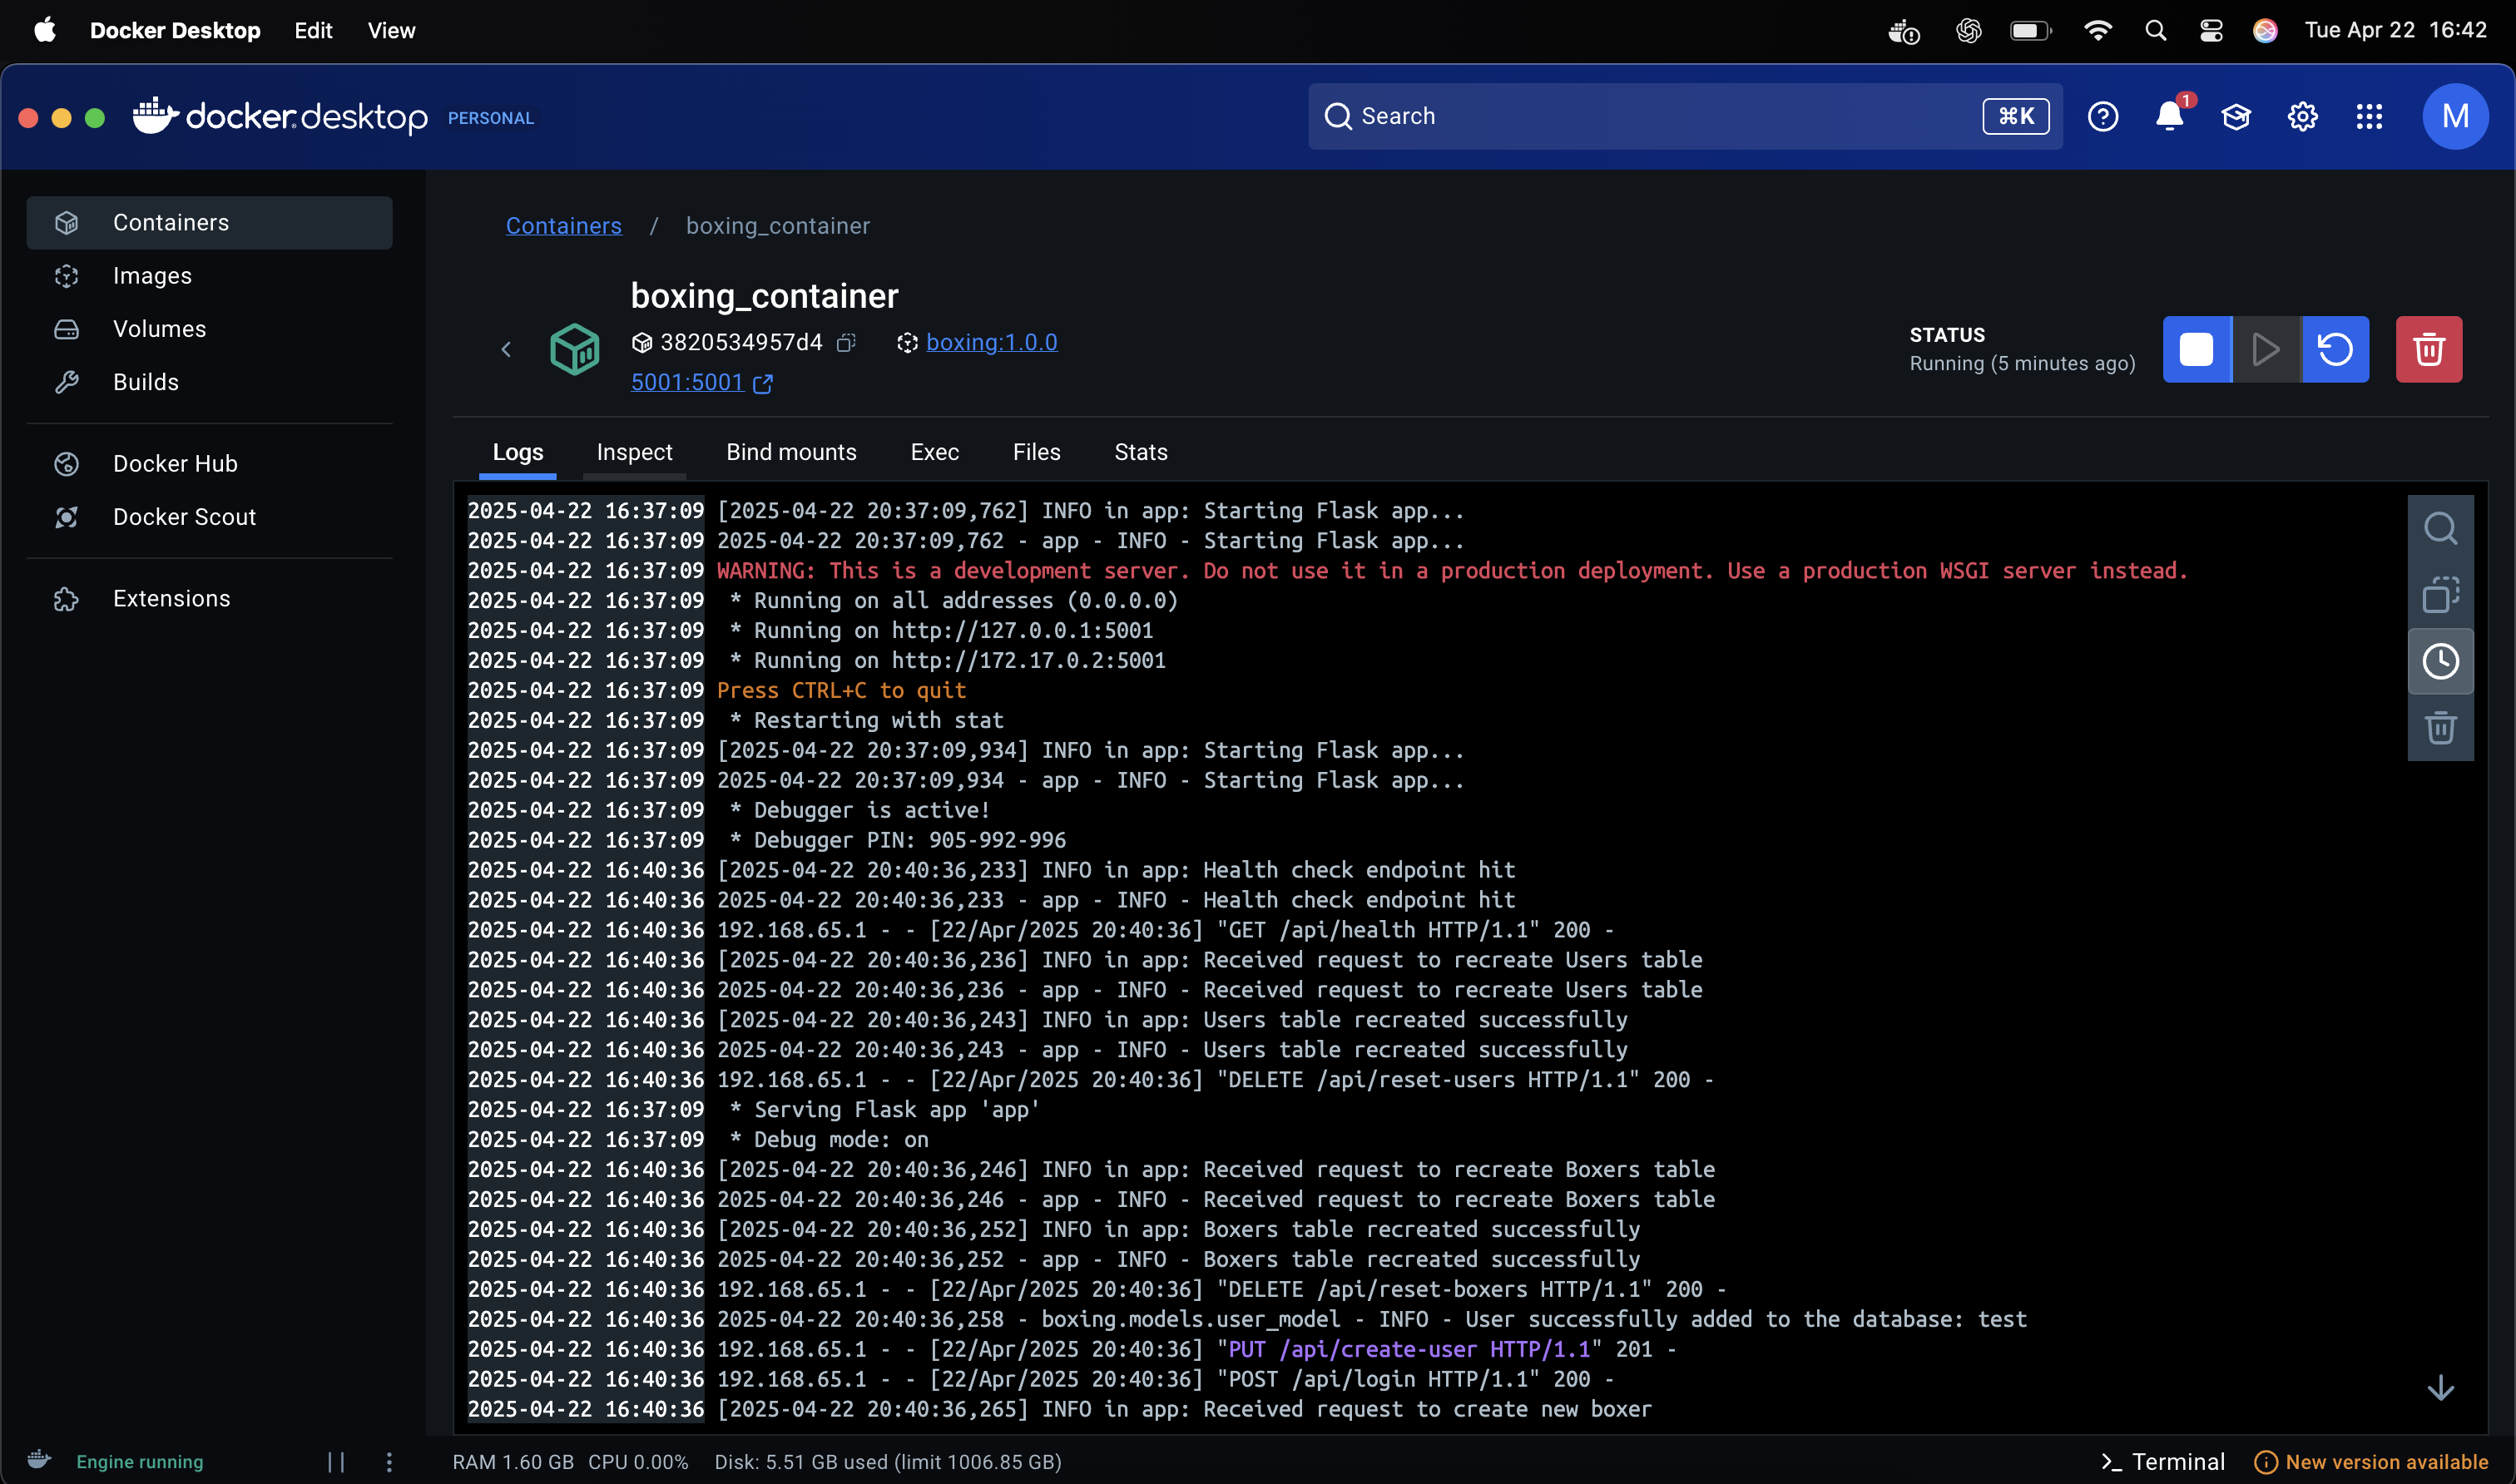 Docker Desktop Edit View Tue Apr 22 16:42
docker desktop PERSONAL Search ⌘K 1 M
Containers
Images
Volumes
Builds
Docker Hub
Docker Scout
Extensions
Containers / boxing_container
boxing_container
3820534957d4 boxing:1.0.0
5001:5001
STATUS
Running (5 minutes ago)
Logs Inspect Bind mounts Exec Files Stats
2025-04-22 16:37:09 [2025-04-22 20:37:09,762] INFO in app: Starting Flask app...
2025-04-22 16:37:09 2025-04-22 20:37:09,762 - app - INFO - Starting Flask app...
2025-04-22 16:37:09 WARNING: This is a development server. Do not use it in a production deployment. Use a production WSGI server instead.
2025-04-22 16:37:09  * Running on all addresses (0.0.0.0)
2025-04-22 16:37:09  * Running on http://127.0.0.1:5001
2025-04-22 16:37:09  * Running on http://172.17.0.2:5001
2025-04-22 16:37:09 Press CTRL+C to quit
2025-04-22 16:37:09  * Restarting with stat
2025-04-22 16:37:09 [2025-04-22 20:37:09,934] INFO in app: Starting Flask app...
2025-04-22 16:37:09 2025-04-22 20:37:09,934 - app - INFO - Starting Flask app...
2025-04-22 16:37:09  * Debugger is active!
2025-04-22 16:37:09  * Debugger PIN: 905-992-996
2025-04-22 16:40:36 [2025-04-22 20:40:36,233] INFO in app: Health check endpoint hit
2025-04-22 16:40:36 2025-04-22 20:40:36,233 - app - INFO - Health check endpoint hit
2025-04-22 16:40:36 192.168.65.1 - - [22/Apr/2025 20:40:36] "GET /api/health HTTP/1.1" 200 -
2025-04-22 16:40:36 [2025-04-22 20:40:36,236] INFO in app: Received request to recreate Users table
2025-04-22 16:40:36 2025-04-22 20:40:36,236 - app - INFO - Received request to recreate Users table
2025-04-22 16:40:36 [2025-04-22 20:40:36,243] INFO in app: Users table recreated successfully
2025-04-22 16:40:36 2025-04-22 20:40:36,243 - app - INFO - Users table recreated successfully
2025-04-22 16:40:36 192.168.65.1 - - [22/Apr/2025 20:40:36] "DELETE /api/reset-users HTTP/1.1" 200 -
2025-04-22 16:37:09  * Serving Flask app 'app'
2025-04-22 16:37:09  * Debug mode: on
2025-04-22 16:40:36 [2025-04-22 20:40:36,246] INFO in app: Received request to recreate Boxers table
2025-04-22 16:40:36 2025-04-22 20:40:36,246 - app - INFO - Received request to recreate Boxers table
2025-04-22 16:40:36 [2025-04-22 20:40:36,252] INFO in app: Boxers table recreated successfully
2025-04-22 16:40:36 2025-04-22 20:40:36,252 - app - INFO - Boxers table recreated successfully
2025-04-22 16:40:36 192.168.65.1 - - [22/Apr/2025 20:40:36] "DELETE /api/reset-boxers HTTP/1.1" 200 -
2025-04-22 16:40:36 2025-04-22 20:40:36,258 - boxing.models.user_model - INFO - User successfully added to the database: test
2025-04-22 16:40:36 192.168.65.1 - - [22/Apr/2025 20:40:36] "PUT /api/create-user HTTP/1.1" 201 -
2025-04-22 16:40:36 192.168.65.1 - - [22/Apr/2025 20:40:36] "POST /api/login HTTP/1.1" 200 -
2025-04-22 16:40:36 [2025-04-22 20:40:36,265] INFO in app: Received request to create new boxer
Engine running RAM 1.60 GB CPU 0.00% Disk: 5.51 GB used (limit 1006.85 GB) Terminal New version available